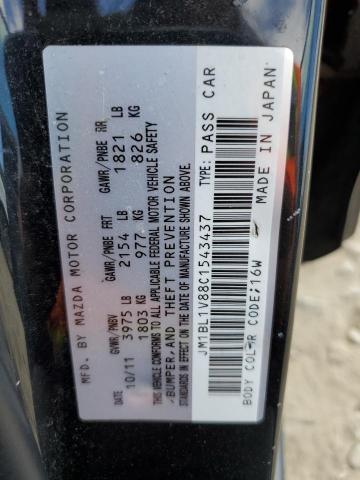 MFD. BY MAZDA MOTOR CORPORATION
GVWR/PNBV GAWR/PNBE FRT GAWR/PNBE RR
10/11 3975 LB 2154 LB 1821 LB
1803 KG 977 KG 826 KG
THIS VEHICLE CONFORMS TO ALL APPLICABLE FEDERAL MOTOR VEHICLE SAFETY
BUMPER, AND THEFT PREVENTION
STANDARDS IN EFFECT ON THE DATE OF MANUFACTURE SHOWN ABOVE.
JM1BL1V88C1543437 TYPE: PASS CAR
BODY COLOR CODE: 16W MADE IN JAPAN